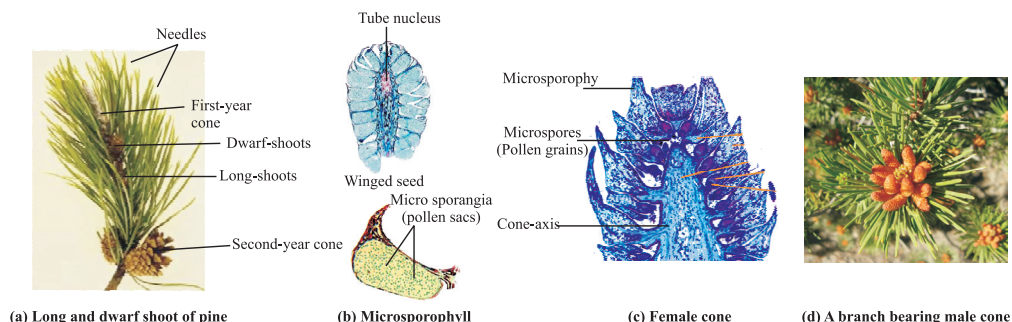 Needles
First-year
cone
Dwarf-shoots
Long-shoots
Second-year cone
(a) Long and dwarf shoot of pine
Tube nucleus
Winged seed
Micro sporangia
(pollen sacs)
(b) Microsporophyll
Microsporophy
Microspores
(Pollen grains)
Cone-axis
(c) Female cone
(d) A branch bearing male cone